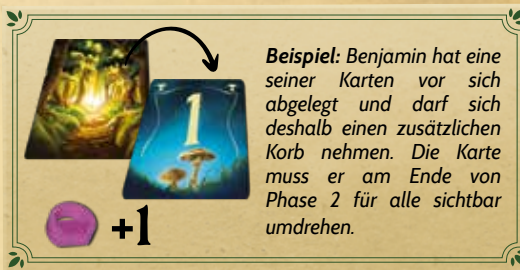 Beispiel: Benjamin hat eine
seiner Karten vor sich
abgelegt und darf sich
deshalb einen zusätzlichen
Korb nehmen. Die Karte
muss er am Ende von
Phase 2 für alle sichtbar
umdrehen.
1
+1